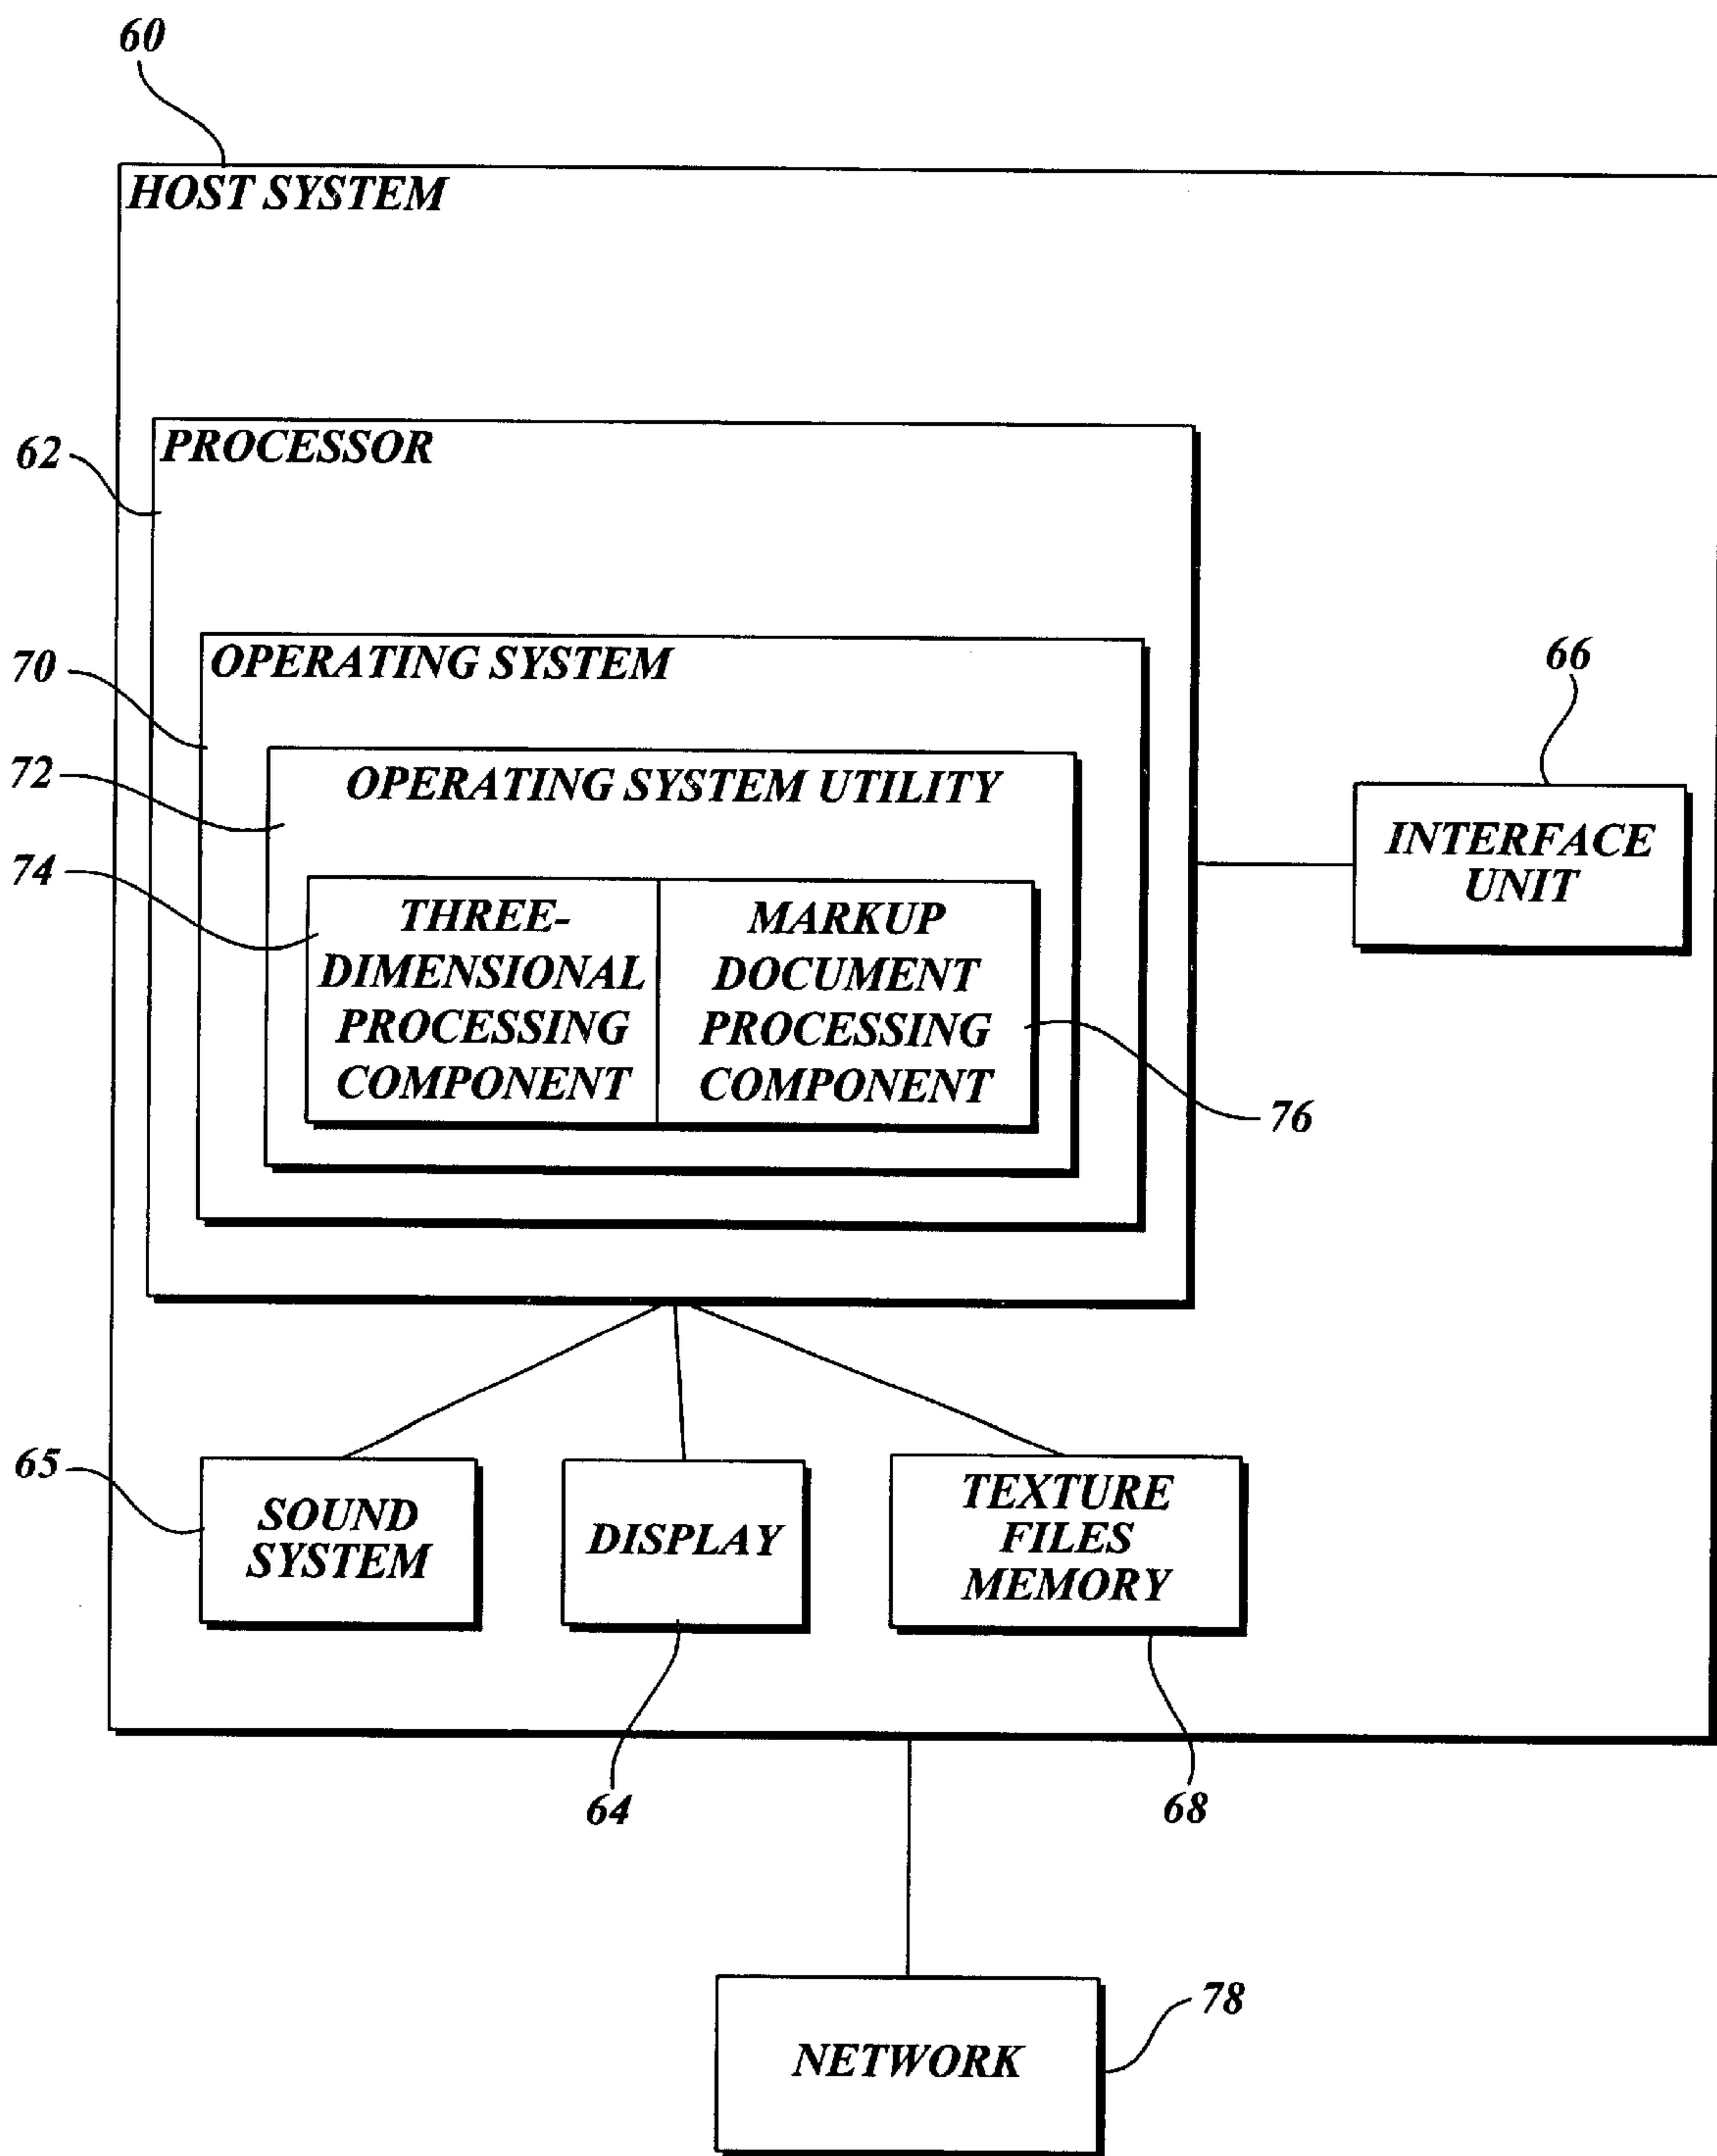 60
HOST SYSTEM
62
PROCESSOR
70
OPERATING SYSTEM
66
72
OPERATING SYSTEM UTILITY
INTERFACE
UNIT
74
THREE-
DIMENSIONAL
PROCESSING
COMPONENT
MARKUP
DOCUMENT
PROCESSING
COMPONENT
76
65
SOUND
SYSTEM
DISPLAY
TEXTURE
FILES
MEMORY
64
68
78
NETWORK